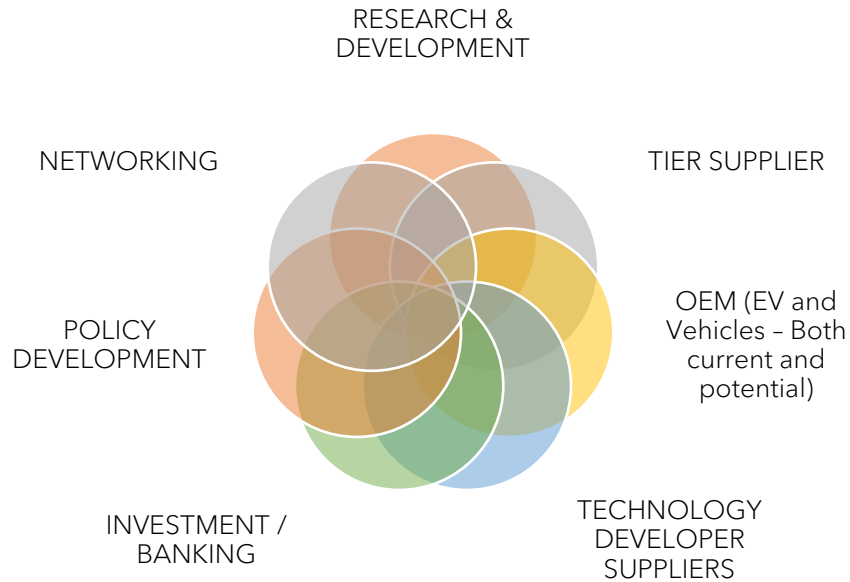 RESEARCH &
DEVELOPMENT
NETWORKING
TIER SUPPLIER
POLICY
DEVELOPMENT
OEM (EV and
Vehicles – Both
current and
potential)
INVESTMENT /
BANKING
TECHNOLOGY
DEVELOPER
SUPPLIERS